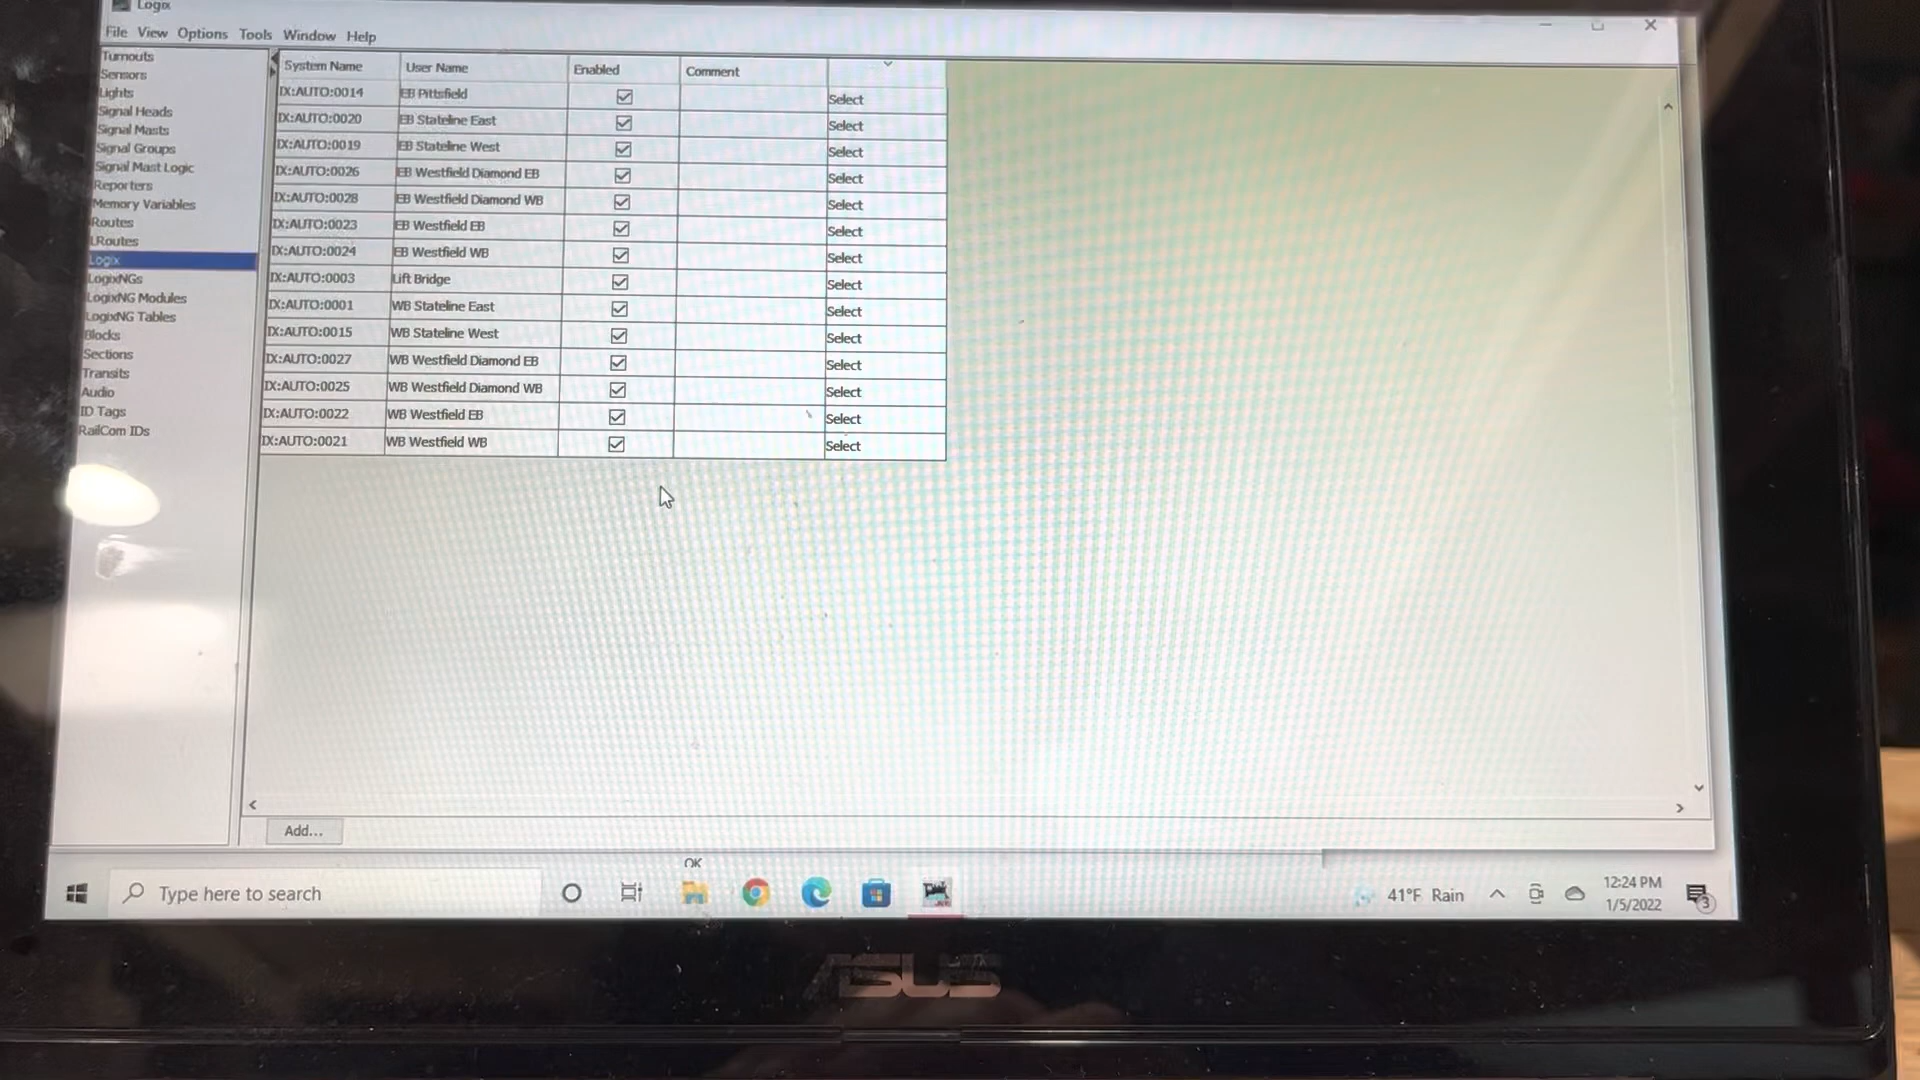 Logix
File View Options Tools Window Help
Turnouts
Sensors
Lights
Signal Heads
Signal Masts
Signal Groups
Signal Mast Logic
Reporters
Memory Variables
Routes
LRoutes
Logix
LogixNGs
LogixNG Modules
LogixNG Tables
Blocks
Sections
Transits
Audio
ID Tags
RailCom IDs
System Name User Name Enabled Comment
IX:AUTO:0014 EB Pittsfield Select
IX:AUTO:0020 EB Stateline East Select
IX:AUTO:0019 EB Stateline West Select
IX:AUTO:0026 EB Westfield Diamond EB Select
IX:AUTO:0028 EB Westfield Diamond WB Select
IX:AUTO:0023 EB Westfield EB Select
IX:AUTO:0024 EB Westfield WB Select
IX:AUTO:0003 Lift Bridge Select
IX:AUTO:0001 WB Stateline East Select
IX:AUTO:0015 WB Stateline West Select
IX:AUTO:0027 WB Westfield Diamond EB Select
IX:AUTO:0025 WB Westfield Diamond WB Select
IX:AUTO:0022 WB Westfield EB Select
IX:AUTO:0021 WB Westfield WB Select
Add...
OK
Type here to search
41°F Rain
12:24 PM
1/5/2022
3
ASUS